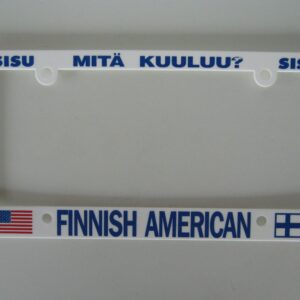 SISU MITÄ KUULUU? SIS
FINNISH AMERICAN